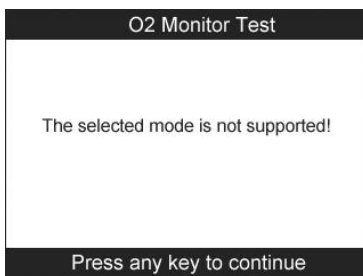 O2 Monitor Test
The selected mode is not supported!
Press any key to continue